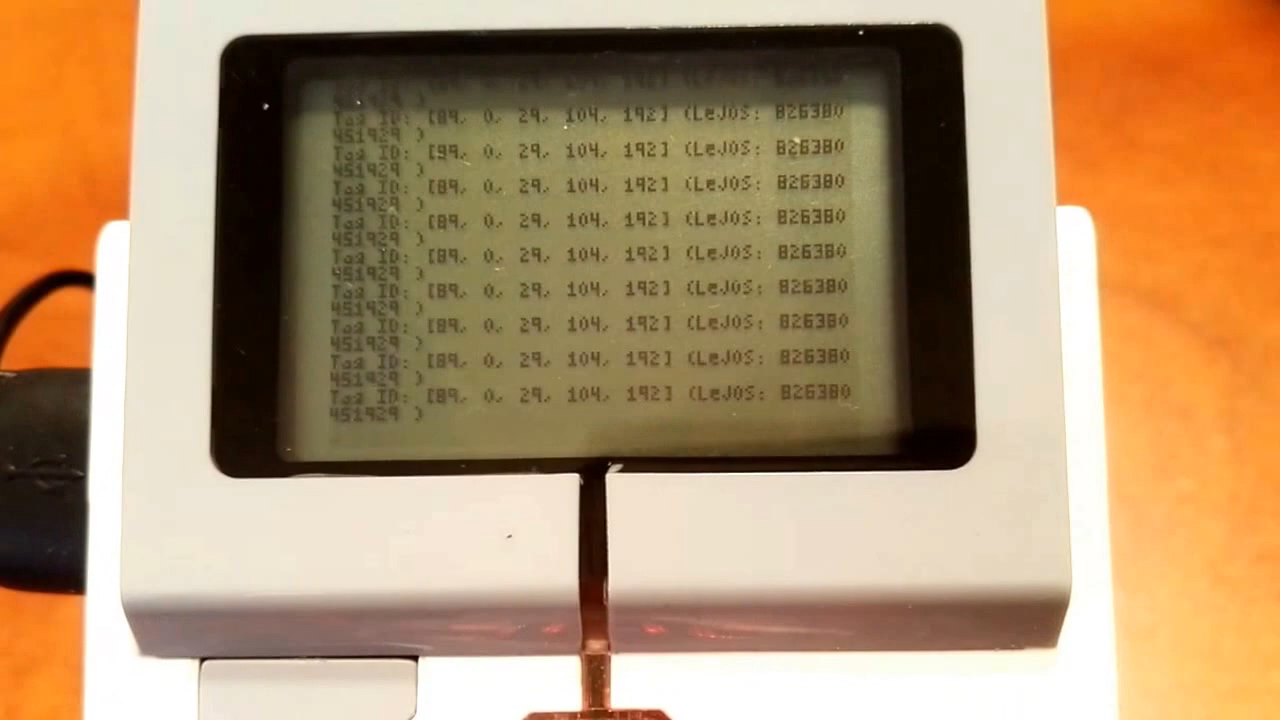 451929 )
Tag ID: [89, 0, 29, 104, 192] (LeJOS: 826380
451929 )
Tag ID: [89, 0, 29, 104, 192] (LeJOS: 826380
451929 )
Tag ID: [89, 0, 29, 104, 192] (LeJOS: 826380
451929 )
Tag ID: [89, 0, 29, 104, 192] (LeJOS: 826380
451929 )
Tag ID: [89, 0, 29, 104, 192] (LeJOS: 826380
451929 )
Tag ID: [89, 0, 29, 104, 192] (LeJOS: 826380
451929 )
Tag ID: [89, 0, 29, 104, 192] (LeJOS: 826380
451929 )
Tag ID: [89, 0, 29, 104, 192] (LeJOS: 826380
451929 )
Tag ID: [89, 0, 29, 104, 192] (LeJOS: 826380
451929 )